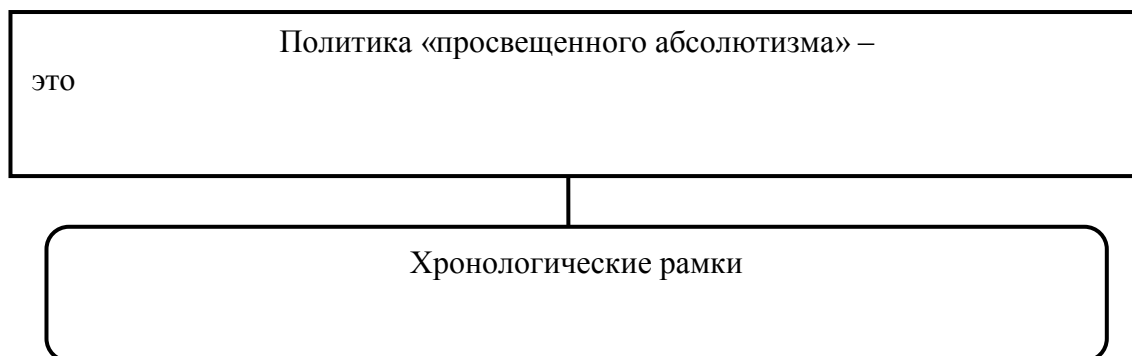 Политика «просвещенного абсолютизма» –
это
Хронологические рамки